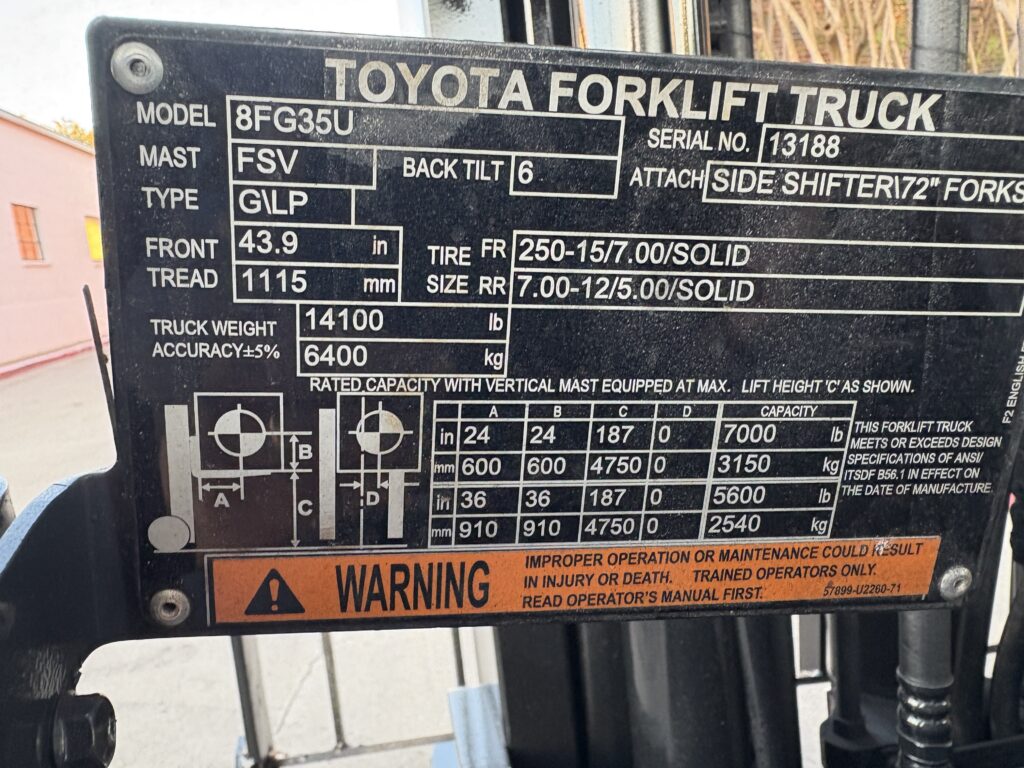 TOYOTA FORKLIFT TRUCK
MODEL 8FG35U SERIAL NO. 13188
MAST FSV BACK TILT 6 ATTACH SIDE SHIFTER\72" FORKS
TYPE G\LP
FRONT TREAD 43.9 in TIRE SIZE FR 250-15/7.00/SOLID
1115 mm RR 7.00-12/5.00/SOLID
TRUCK WEIGHT 14100 lb
ACCURACY±5% 6400 kg
RATED CAPACITY WITH VERTICAL MAST EQUIPPED AT MAX. LIFT HEIGHT 'C' AS SHOWN.
A B C D
A B C D CAPACITY
in 24 24 187 0 7000 lb
mm 600 600 4750 0 3150 kg
in 36 36 187 0 5600 lb
mm 910 910 4750 0 2540 kg
THIS FORKLIFT TRUCK
MEETS OR EXCEEDS DESIGN
SPECIFICATIONS OF ANSI/
ITSDF B56.1 IN EFFECT ON
THE DATE OF MANUFACTURE.
F2 ENGLISH
WARNING
IMPROPER OPERATION OR MAINTENANCE COULD RESULT
IN INJURY OR DEATH. TRAINED OPERATORS ONLY.
READ OPERATOR'S MANUAL FIRST. 57899-U2260-71